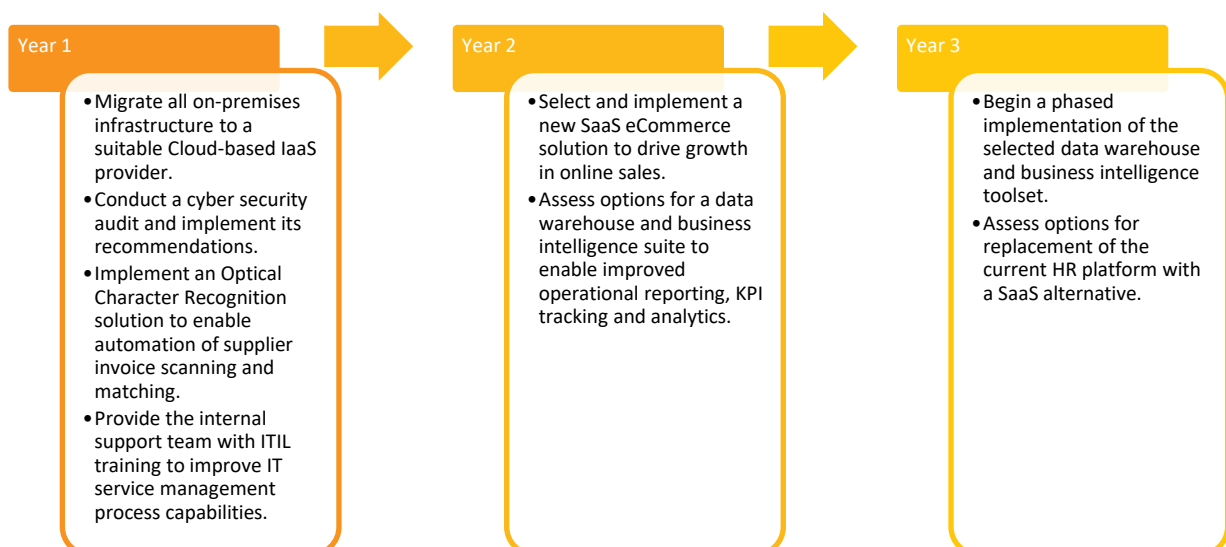 Year 1
•Migrate all on-premises
infrastructure to a
suitable Cloud-based IaaS
provider.
•Conduct a cyber security
audit and implement its
recommendations.
•Implement an Optical
Character Recognition
solution to enable
automation of supplier
invoice scanning and
matching.
•Provide the internal
support team with ITIL
training to improve IT
service management
process capabilities.
Year 2
•Select and implement a
new SaaS eCommerce
solution to drive growth
in online sales.
•Assess options for a data
warehouse and business
intelligence suite to
enable improved
operational reporting, KPI
tracking and analytics.
Year 3
•Begin a phased
implementation of the
selected data warehouse
and business intelligence
toolset.
•Assess options for
replacement of the
current HR platform with
a SaaS alternative.